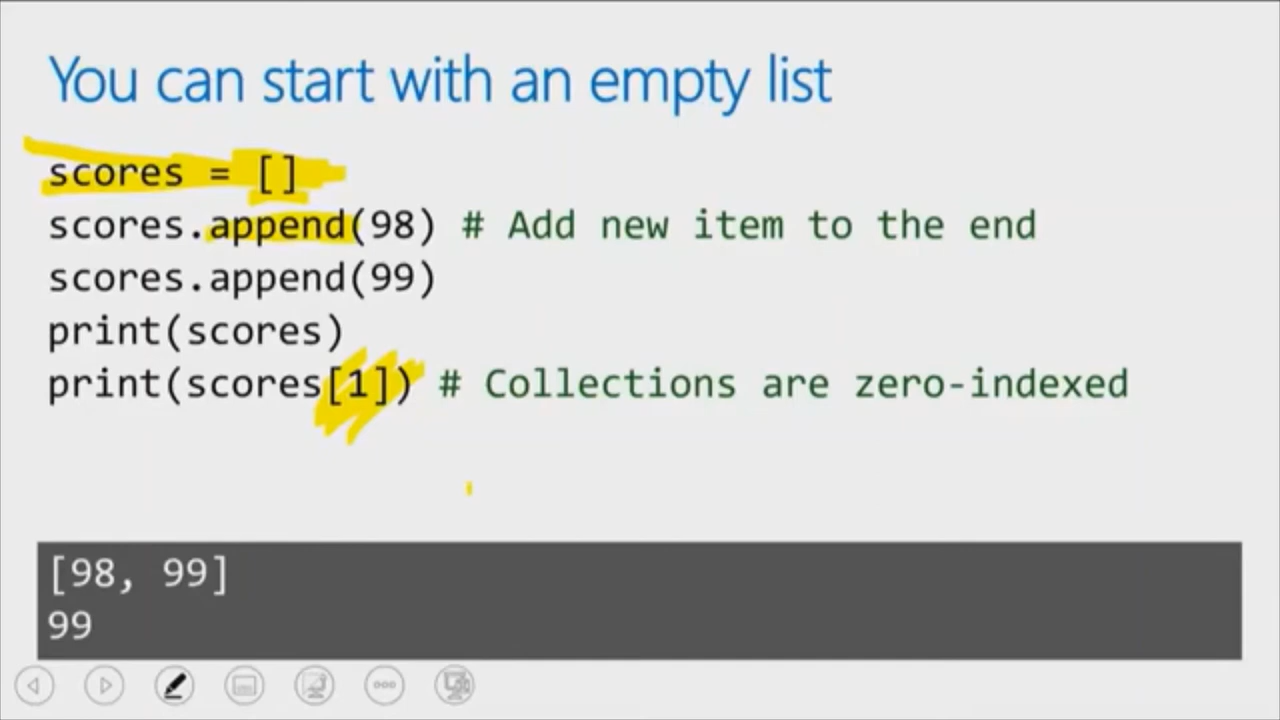 You can start with an empty list
scores = []
scores.append(98) # Add new item to the end
scores.append(99)
print(scores)
print(scores[1]) # Collections are zero-indexed
[98, 99]
99